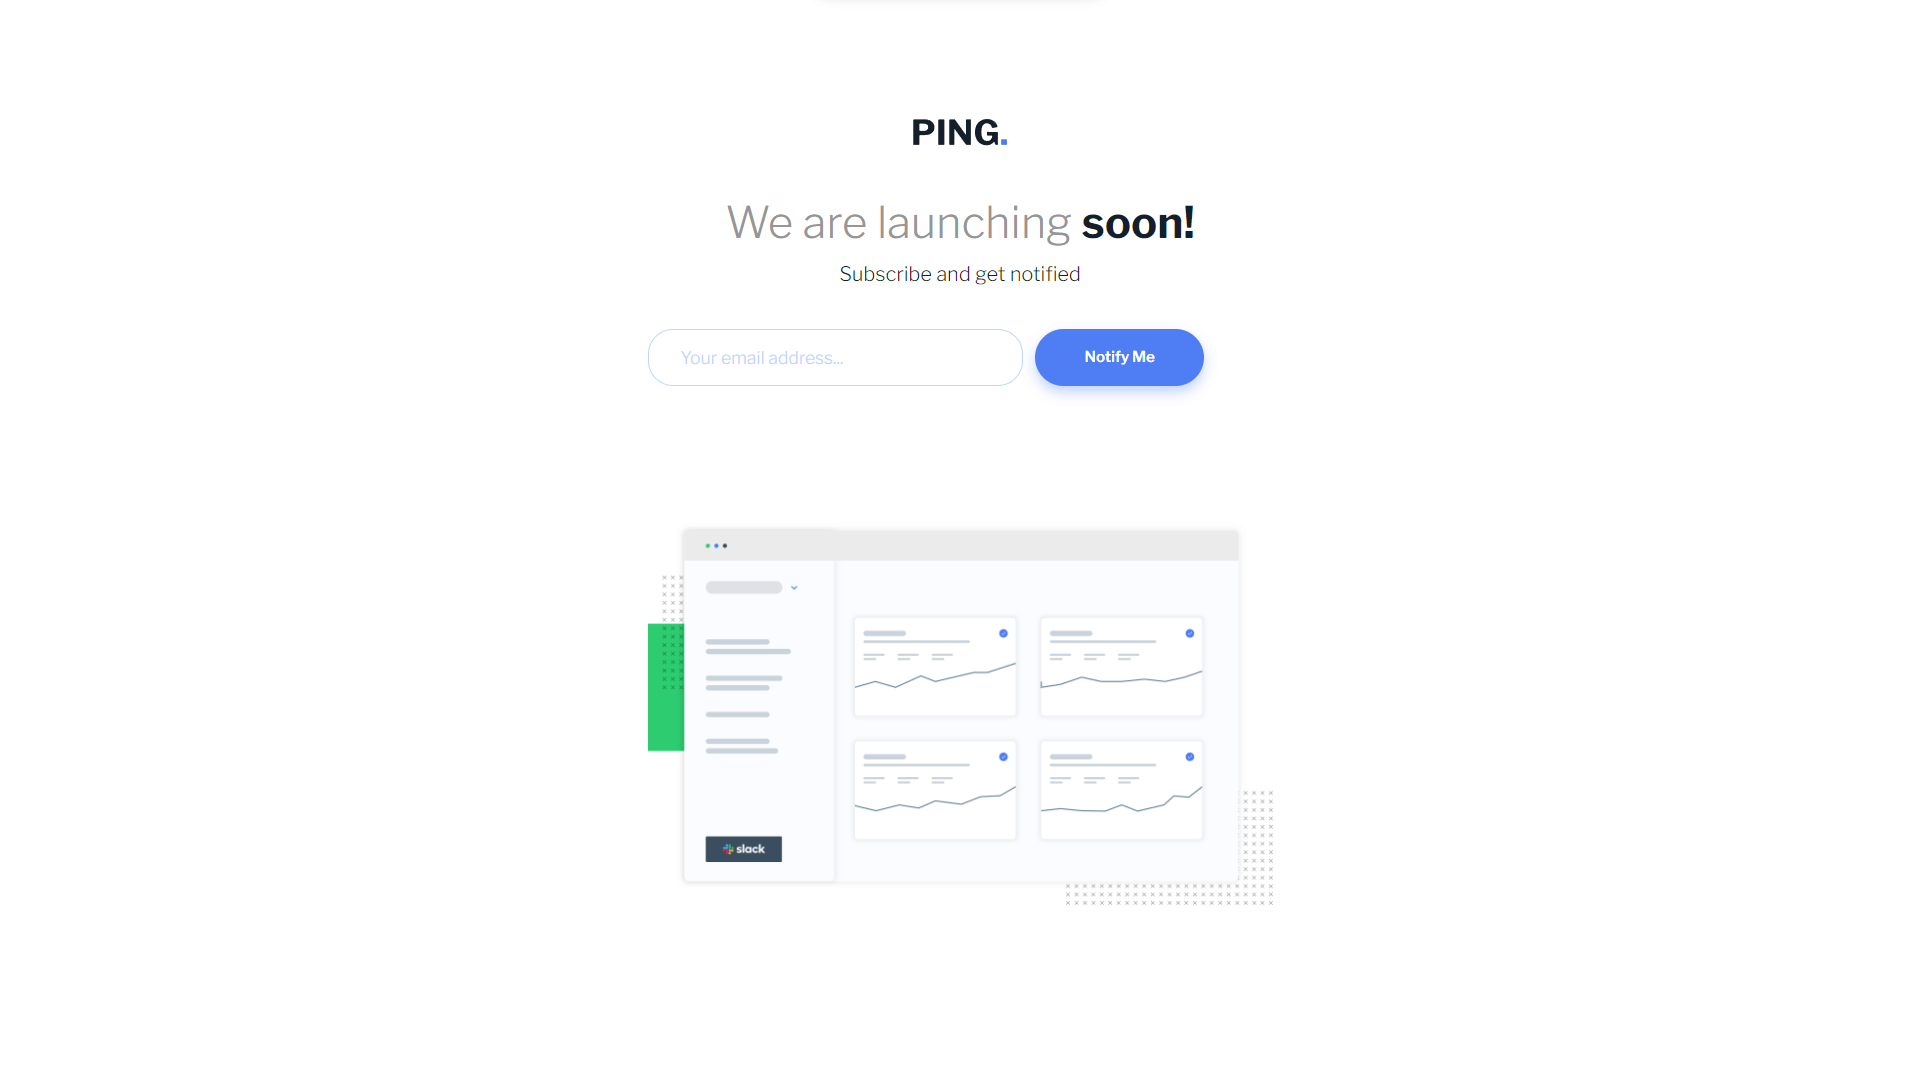 PING.
We are launching soon!
Subscribe and get notified
Your email address...
Notify Me
slack